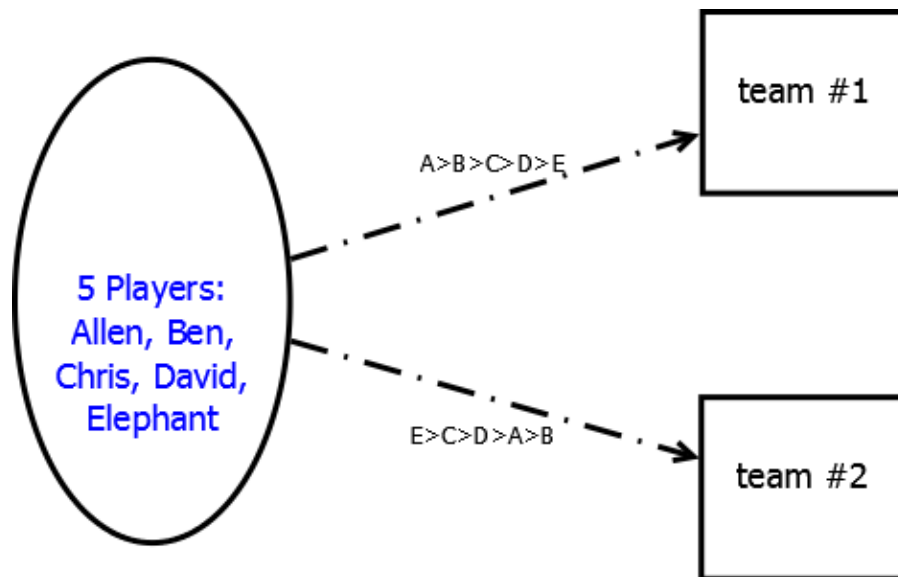 team #1
A>B>C>D>E
5 Players:
Allen, Ben,
Chris, David,
Elephant
E>C>D>A>B
team #2